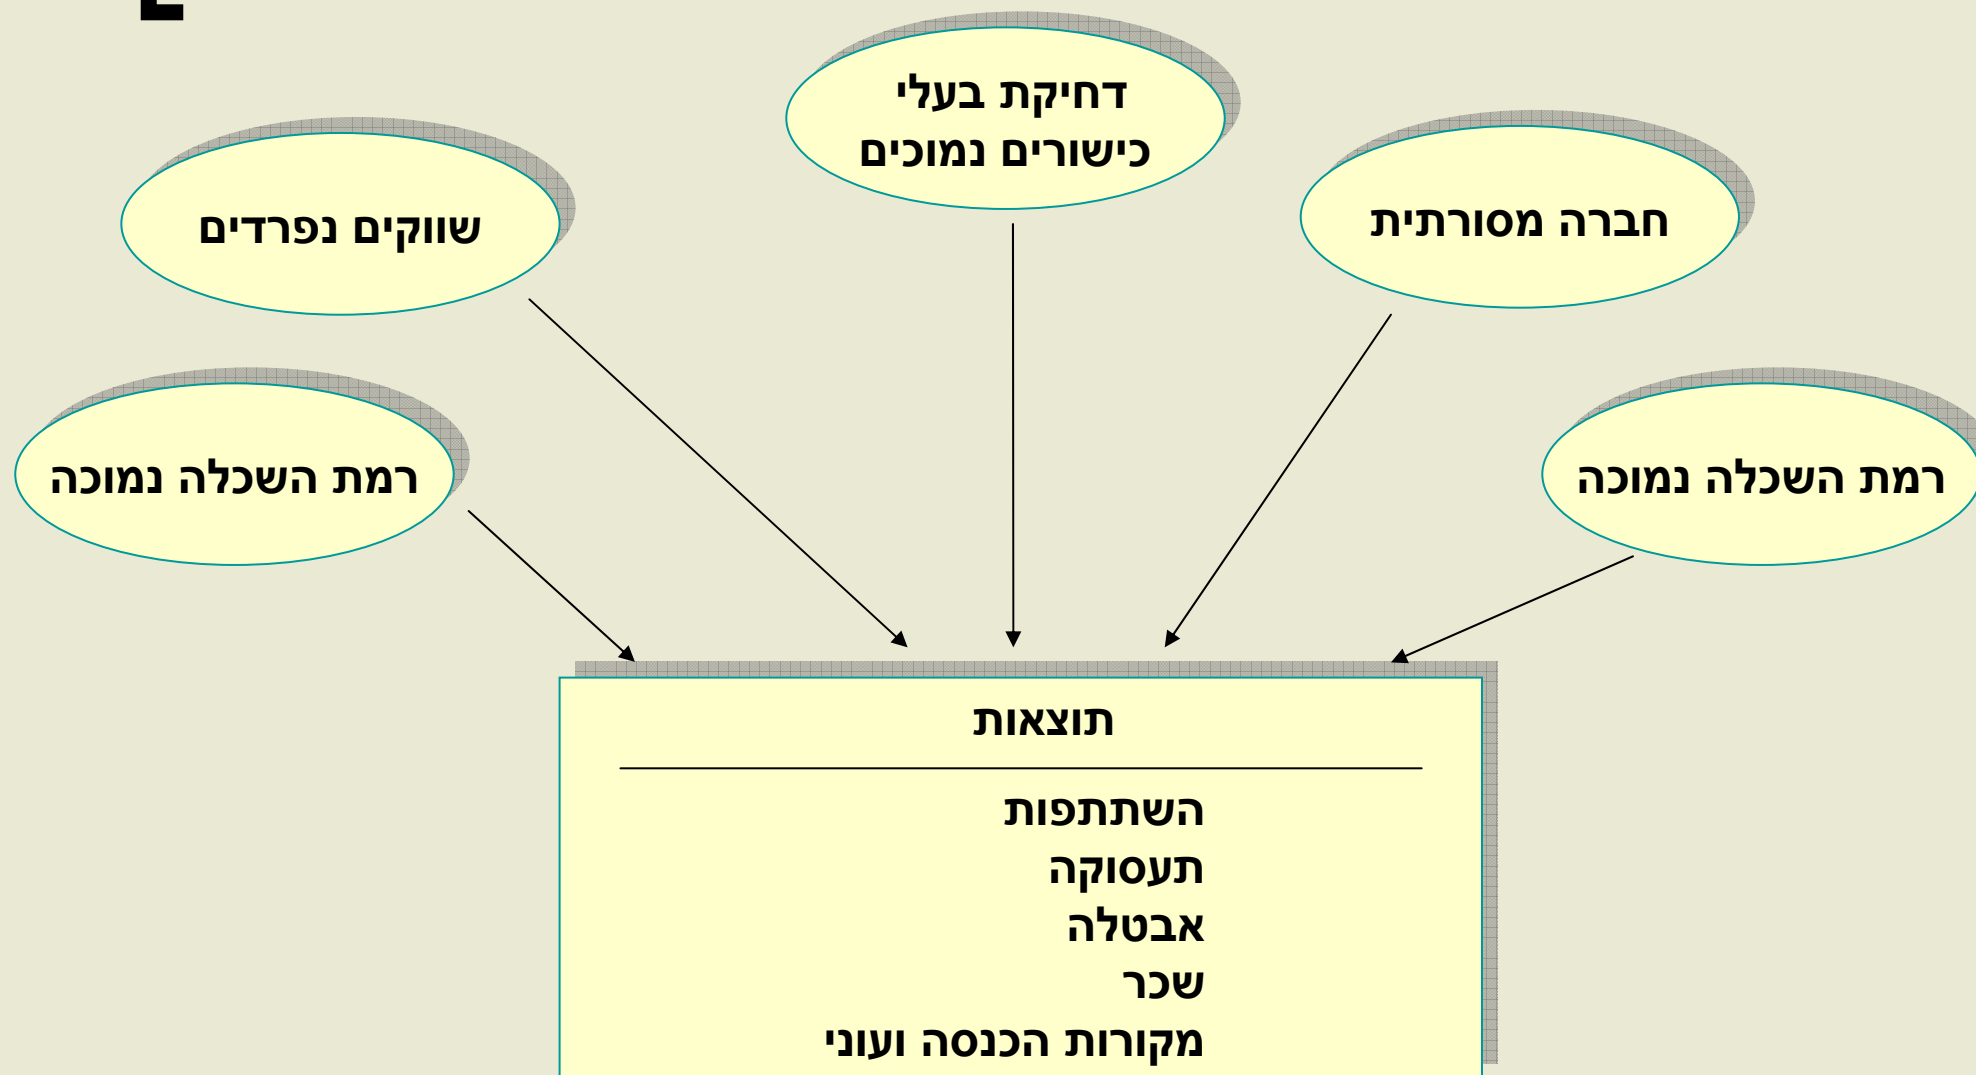 דחיקת בעלי
כישורים נמוכים
חברה מסורתית
שווקים נפרדים
רמת השכלה נמוכה
רמת השכלה נמוכה
תוצאות
השתתפות
תעסוקה
אבטלה
שכר
מקורות הכנסה ועוני